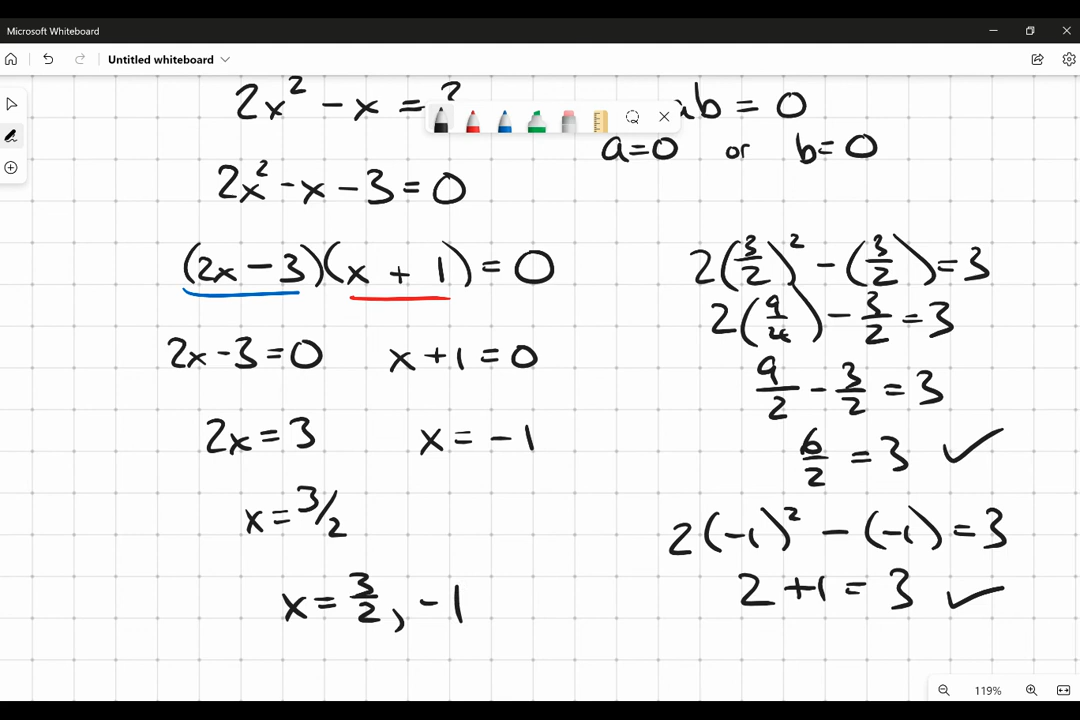 Microsoft Whiteboard
Untitled whiteboard
2x² - x =
ab = 0
a=0 or b=0
2x² - x - 3 = 0
(2x - 3)(x + 1) = 0
2x - 3 = 0 x + 1 = 0
2x = 3 x = -1
x = 3/2
x = 3/2, -1
2(3/2)² - (3/2) = 3
2(9/4) - 3/2 = 3
9/2 - 3/2 = 3
6/2 = 3 ✓
2(-1)² - (-1) = 3
2 + 1 = 3 ✓
119%